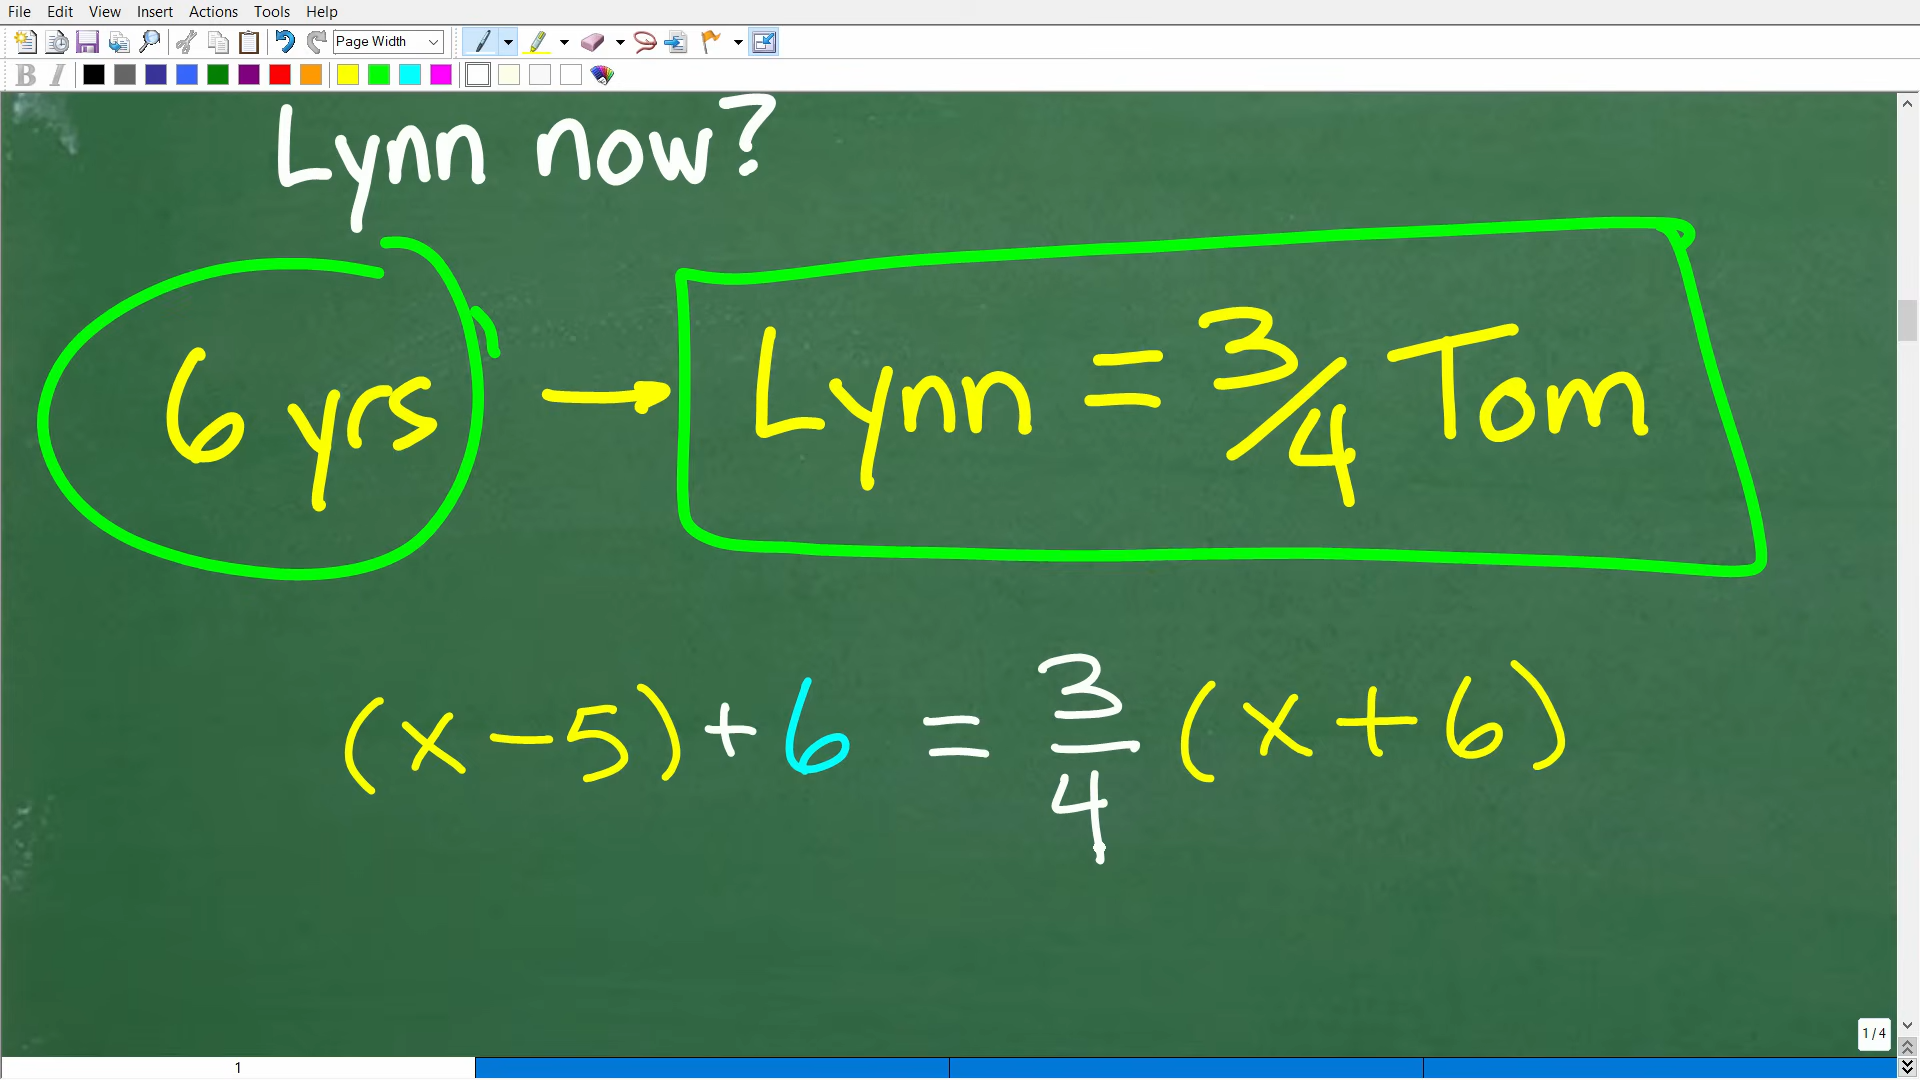 File Edit View Insert Actions Tools Help
Page Width
B I
Lynn now?
6 yrs → Lynn = 3/4 Tom
(x - 5) + 6 = 3/4 (x + 6)
1 / 4
1